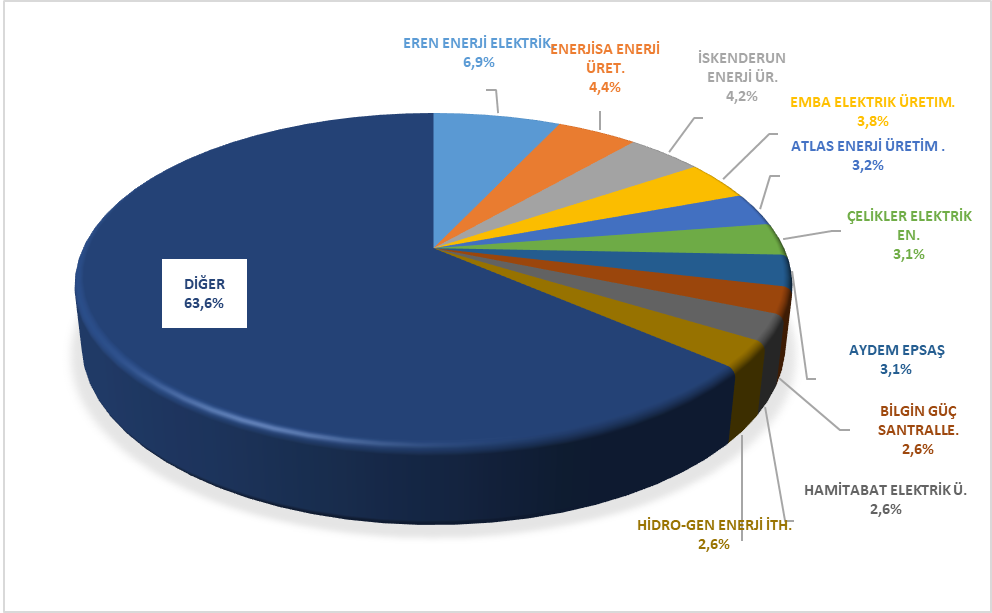 EREN ENERJİ ELEKTRİK
6,9%
ENERJİSA ENERJİ
ÜRET.
4,4%
İSKENDERUN
ENERJİ ÜR.
4,2%
EMBA ELEKTRIK ÜRETIM.
3,8%
ATLAS ENERJİ ÜRETİM .
3,2%
ÇELİKLER ELEKTRİK
EN.
3,1%
AYDEM EPSAŞ
3,1%
BİLGİN GÜÇ
SANTRALLE.
2,6%
HAMİTABAT ELEKTRİK Ü.
2,6%
HİDRO-GEN ENERJİ İTH.
2,6%
DİĞER
63,6%